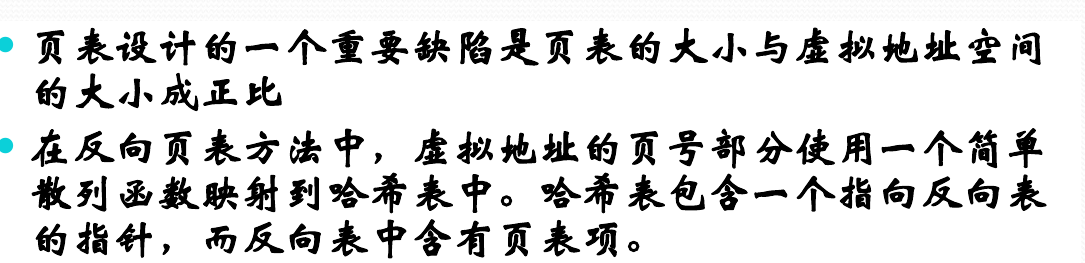 页表设计的一个重要缺陷是页表的大小与虚拟地址空间
的大小成正比
在反向页表方法中，虚拟地址的页号部分使用一个简单
散列函数映射到哈希表中。哈希表包含一个指向反向表
的指针，而反向表中含有页表项。